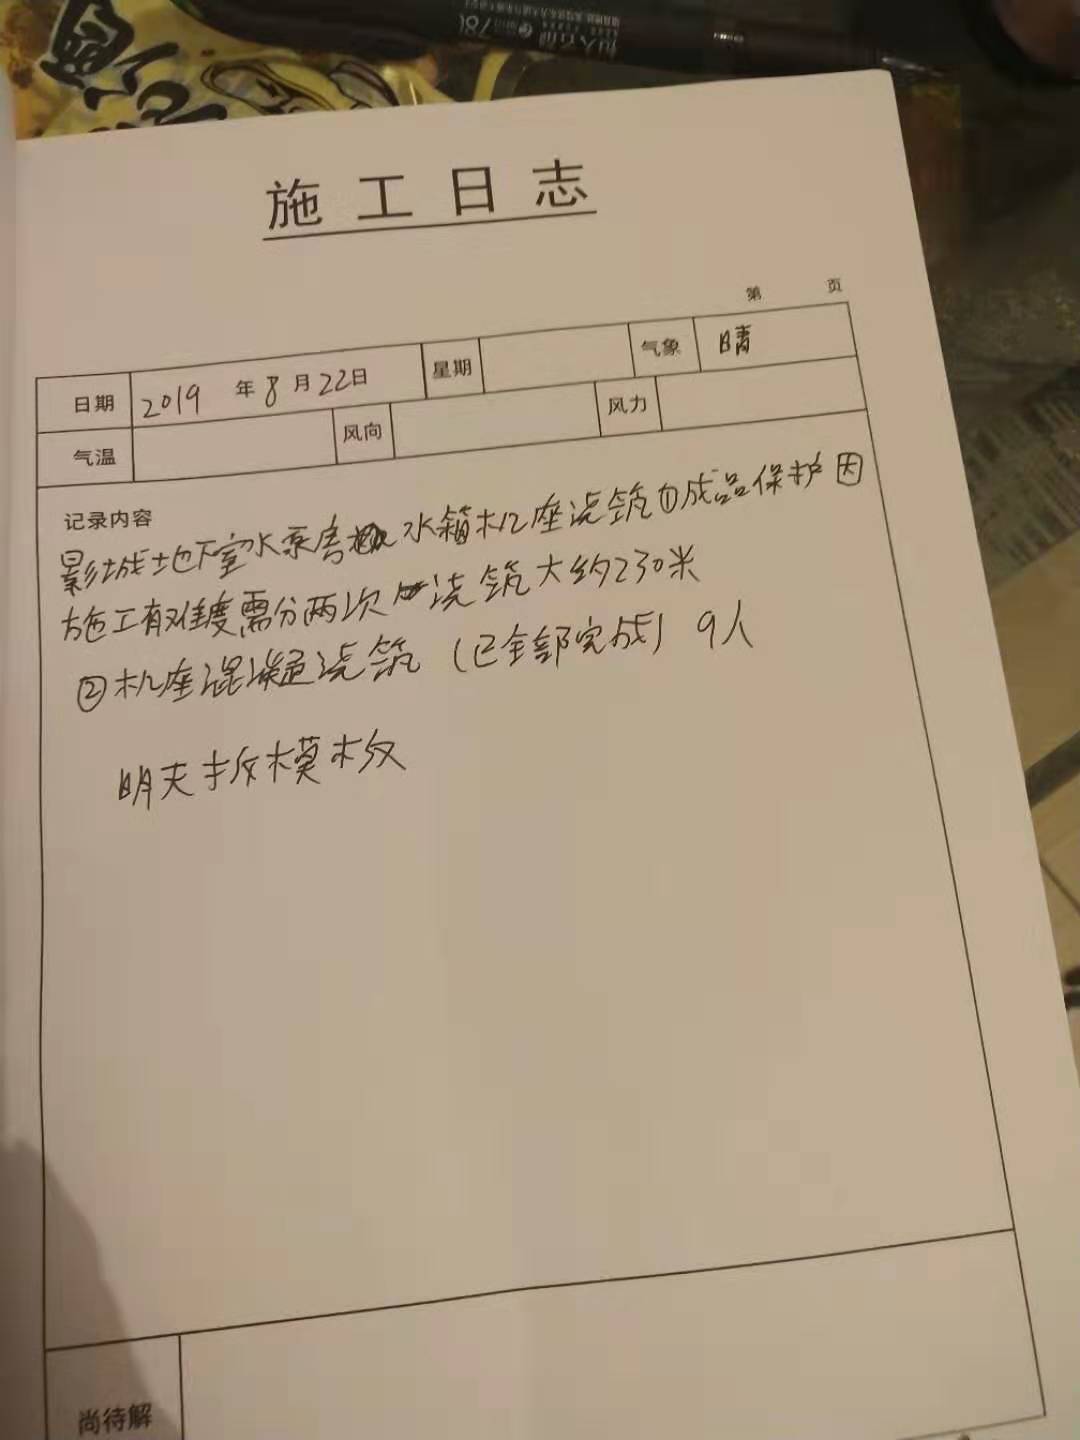 施工日志
第 页
日期 2019 年 8 月 22日 星期 气象 晴
气温 风向 风力
记录内容
影城地下室水泵房 水箱机座浇筑①成品保护因
施工有难度需分两次 浇筑大约230米
②机座混凝浇筑(已全部完成) 9人
明天拆模板
尚待解